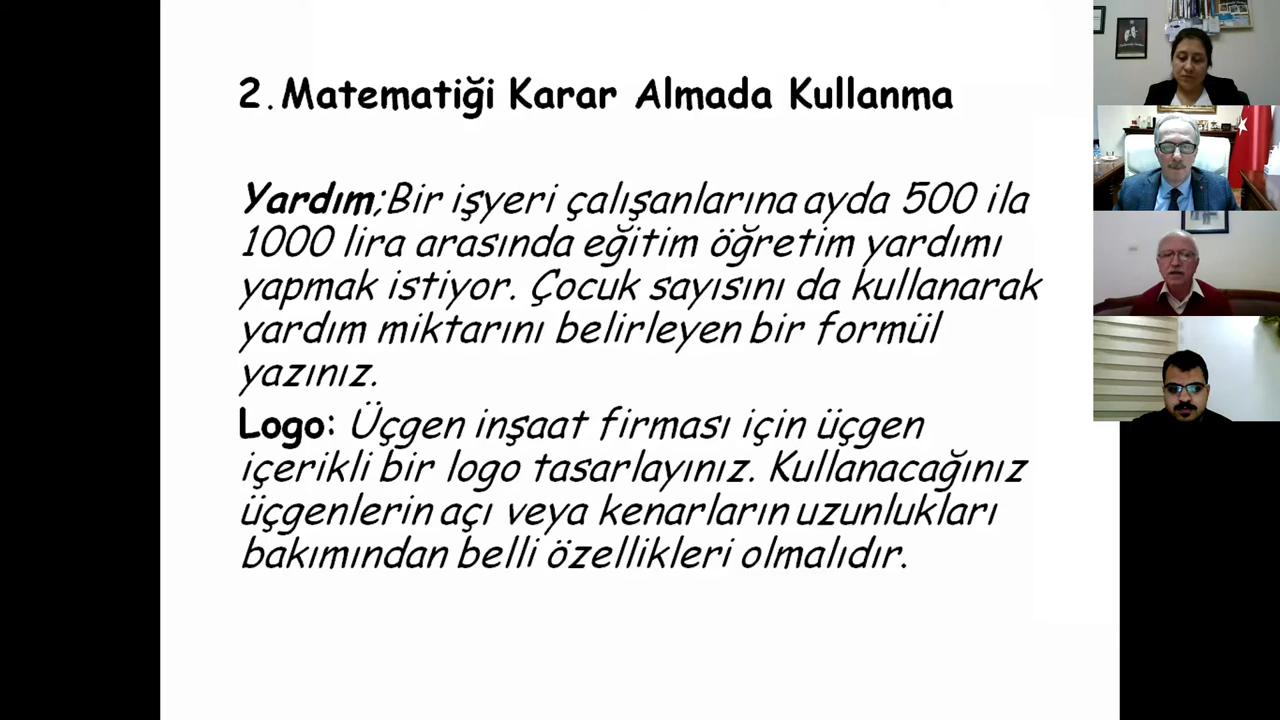 2. Matematiği Karar Almada Kullanma
Yardım;Bir işyeri çalışanlarına ayda 500 ila
1000 lira arasında eğitim öğretim yardımı
yapmak istiyor. Çocuk sayısını da kullanarak
yardım miktarını belirleyen bir formül
yazınız.
Logo: Üçgen inşaat firması için üçgen
içerikli bir logo tasarlayınız. Kullanacağınız
üçgenlerin açı veya kenarların uzunlukları
bakımından belli özellikleri olmalıdır.